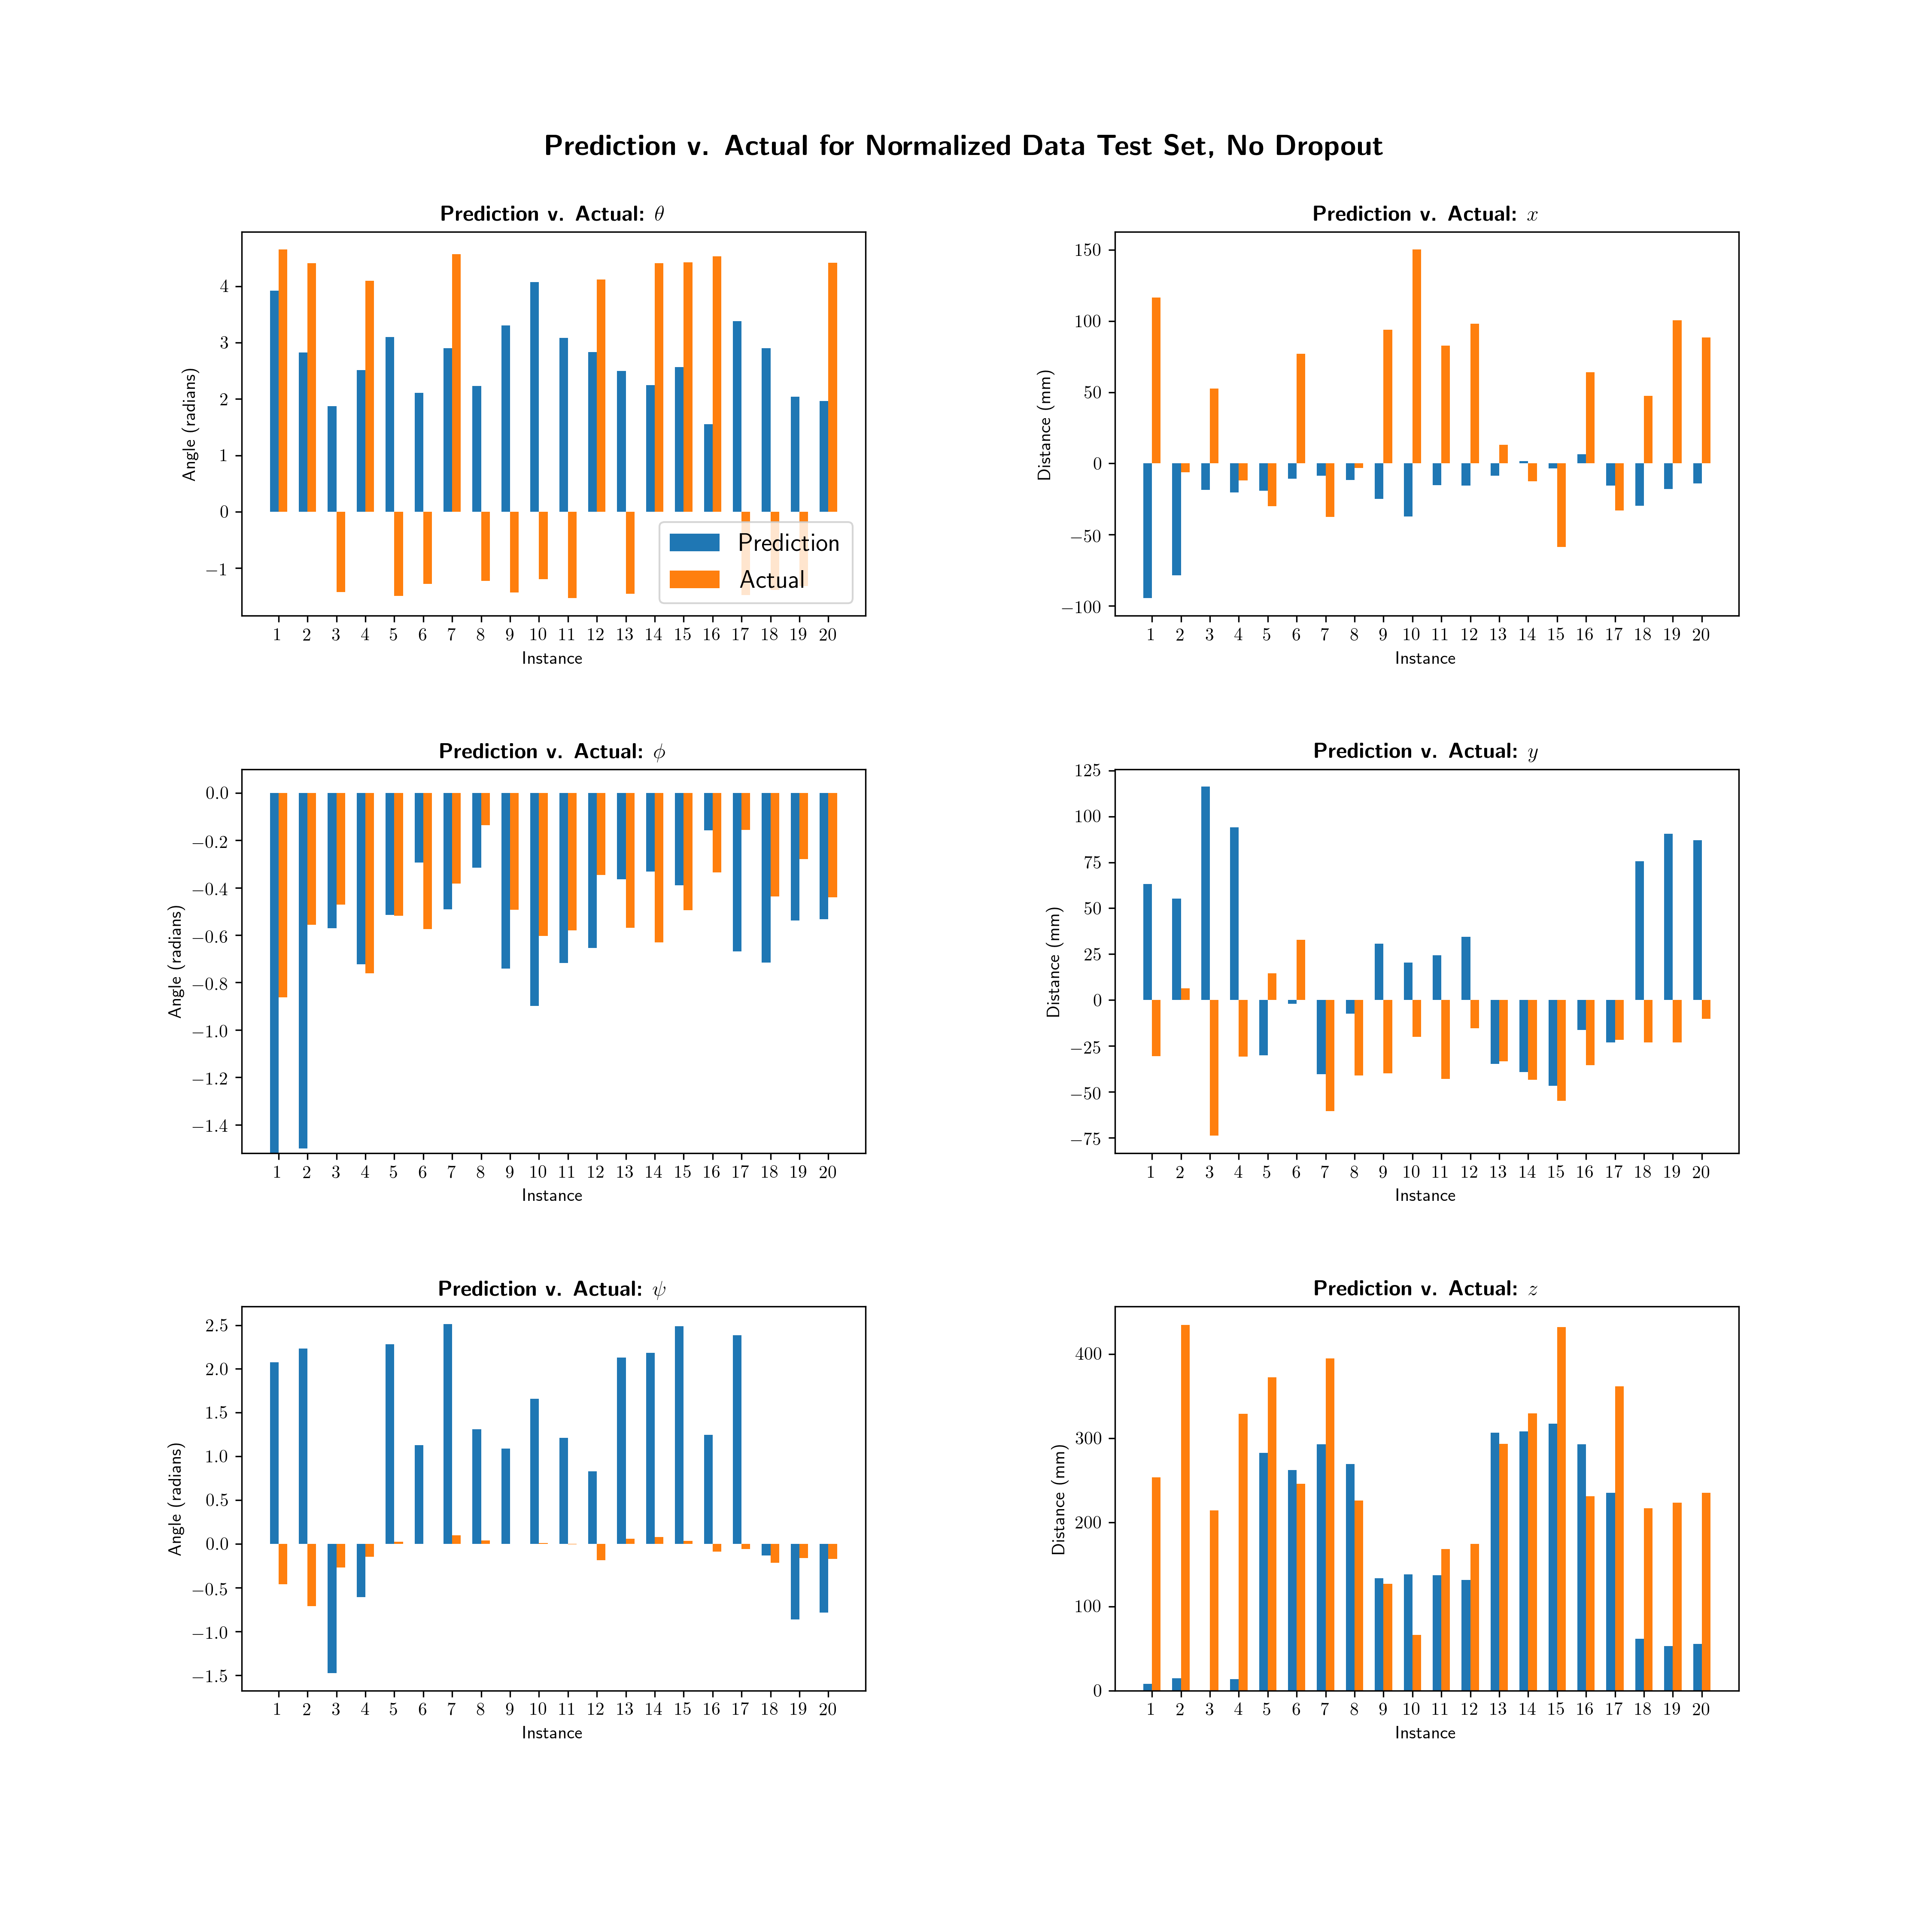 Prediction v. Actual for Normalized Data Test Set, No Dropout
Prediction v. Actual: θ
Angle (radians)
4
3
2
1
0
−1
Prediction
Actual
1 2 3 4 5 6 7 8 9 10 11 12 13 14 15 16 17 18 19 20
Instance
Prediction v. Actual: x
Distance (mm)
150
100
50
0
−50
−100
1 2 3 4 5 6 7 8 9 10 11 12 13 14 15 16 17 18 19 20
Instance
Prediction v. Actual: ϕ
Angle (radians)
0.0
−0.2
−0.4
−0.6
−0.8
−1.0
−1.2
−1.4
1 2 3 4 5 6 7 8 9 10 11 12 13 14 15 16 17 18 19 20
Instance
Prediction v. Actual: y
Distance (mm)
125
100
75
50
25
0
−25
−50
−75
1 2 3 4 5 6 7 8 9 10 11 12 13 14 15 16 17 18 19 20
Instance
Prediction v. Actual: ψ
Angle (radians)
2.5
2.0
1.5
1.0
0.5
0.0
−0.5
−1.0
−1.5
1 2 3 4 5 6 7 8 9 10 11 12 13 14 15 16 17 18 19 20
Instance
Prediction v. Actual: z
Distance (mm)
400
300
200
100
0
1 2 3 4 5 6 7 8 9 10 11 12 13 14 15 16 17 18 19 20
Instance